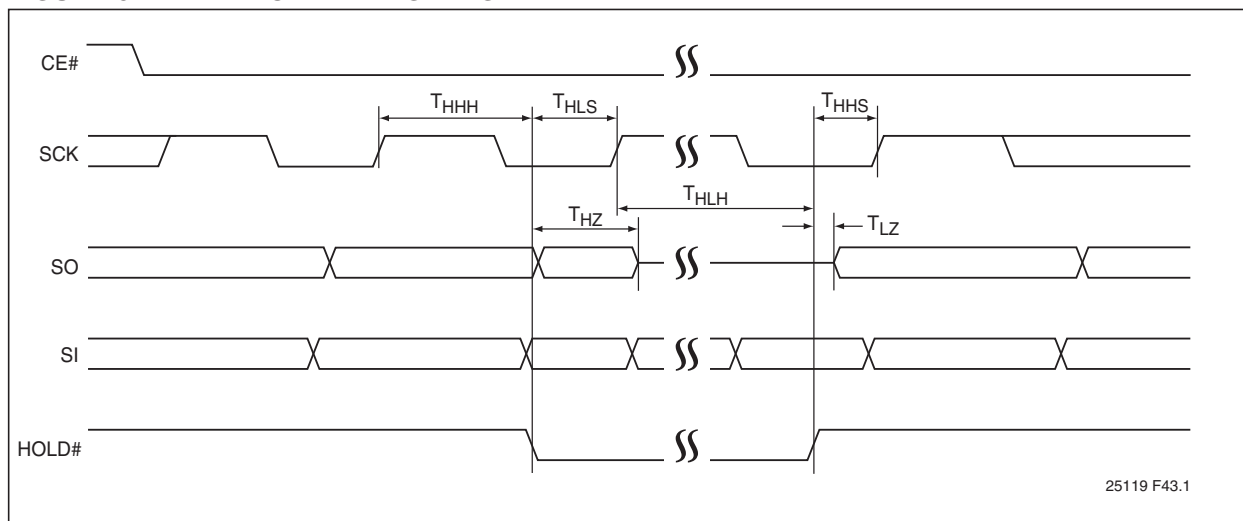 CE#
THHH THLS THHS
SCK
THLH
THZ TLZ
SO
SI
HOLD#
25119 F43.1